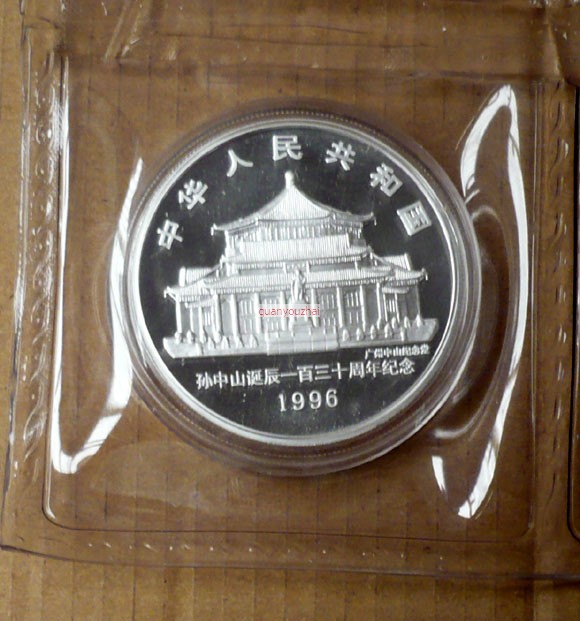 中华人民共和国
quanyouzhai
广州中山纪念堂
孙中山诞辰一百三十周年纪念
1996